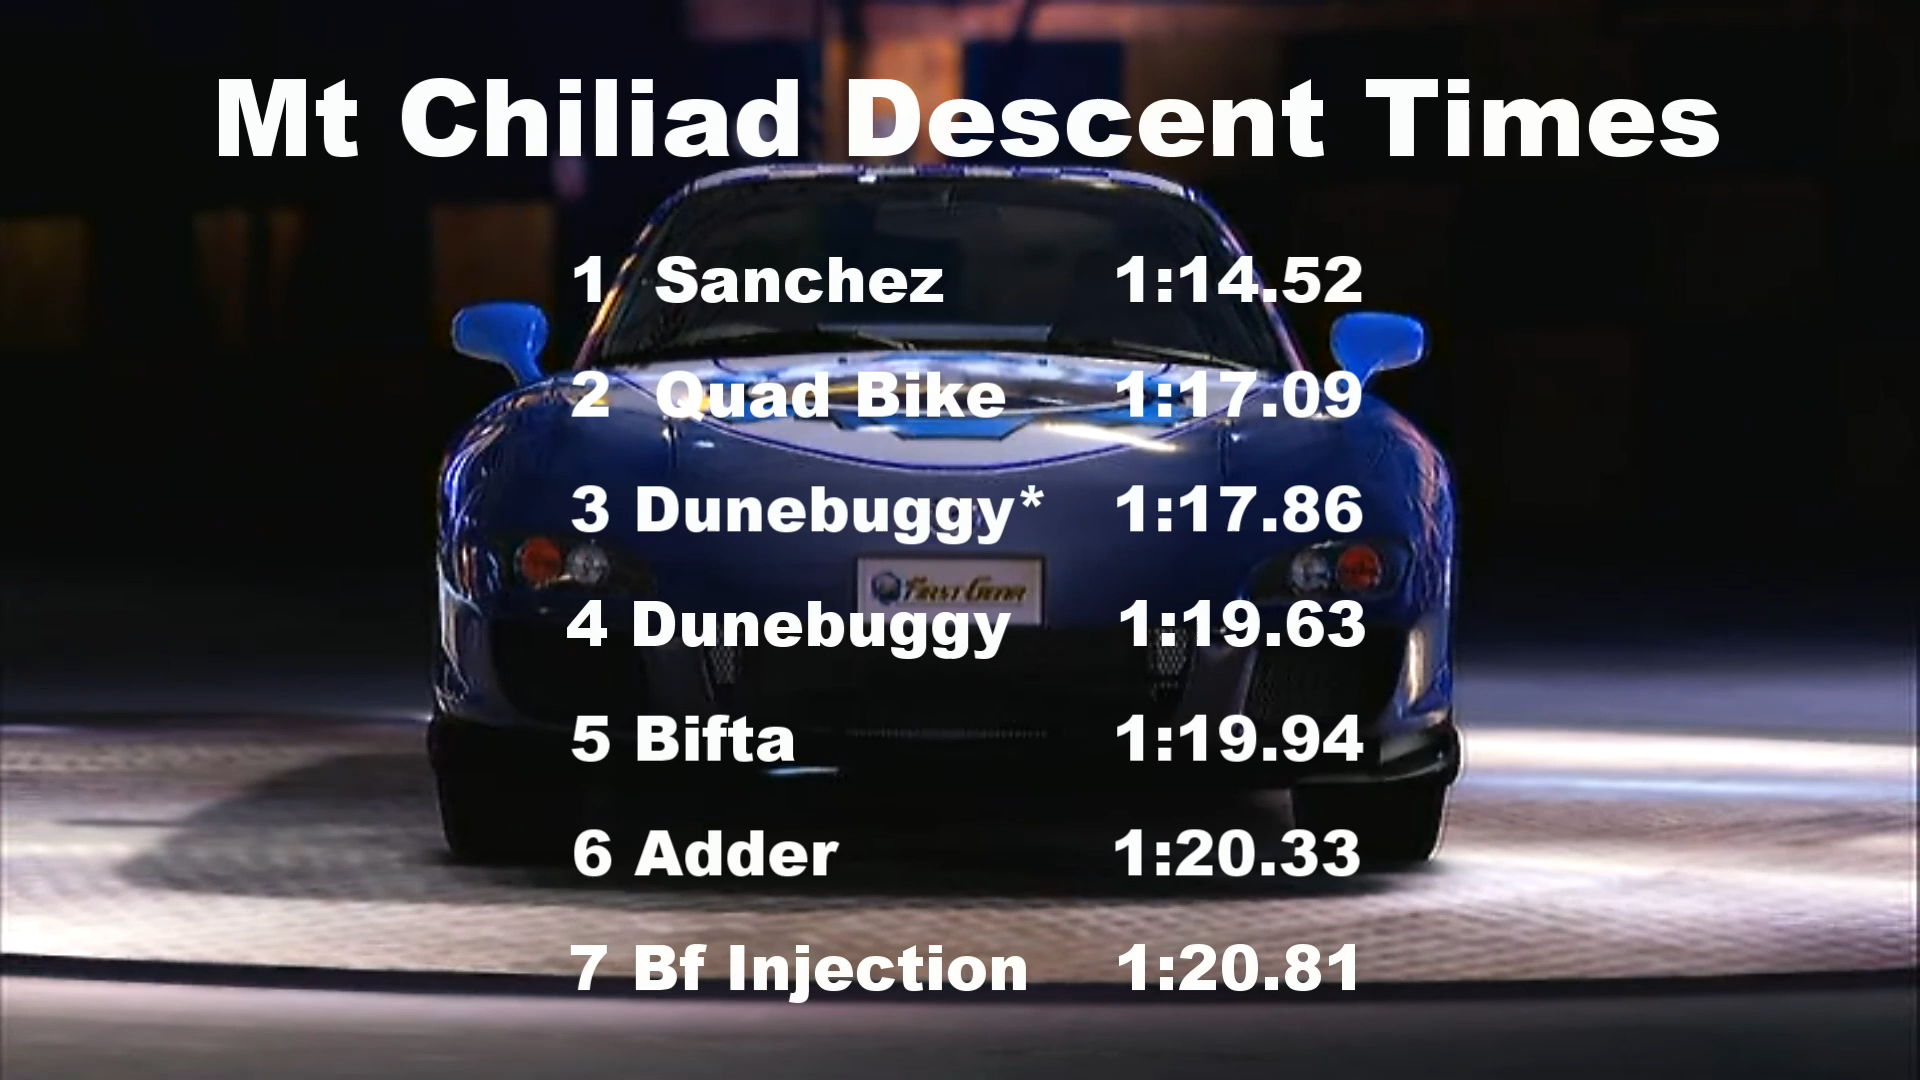 Mt Chiliad Descent Times
1 Sanchez 1:14.52
2 Quad Bike 1:17.09
3 Dunebuggy* 1:17.86
First Gear
4 Dunebuggy 1:19.63
5 Bifta 1:19.94
6 Adder 1:20.33
7 Bf Injection 1:20.81